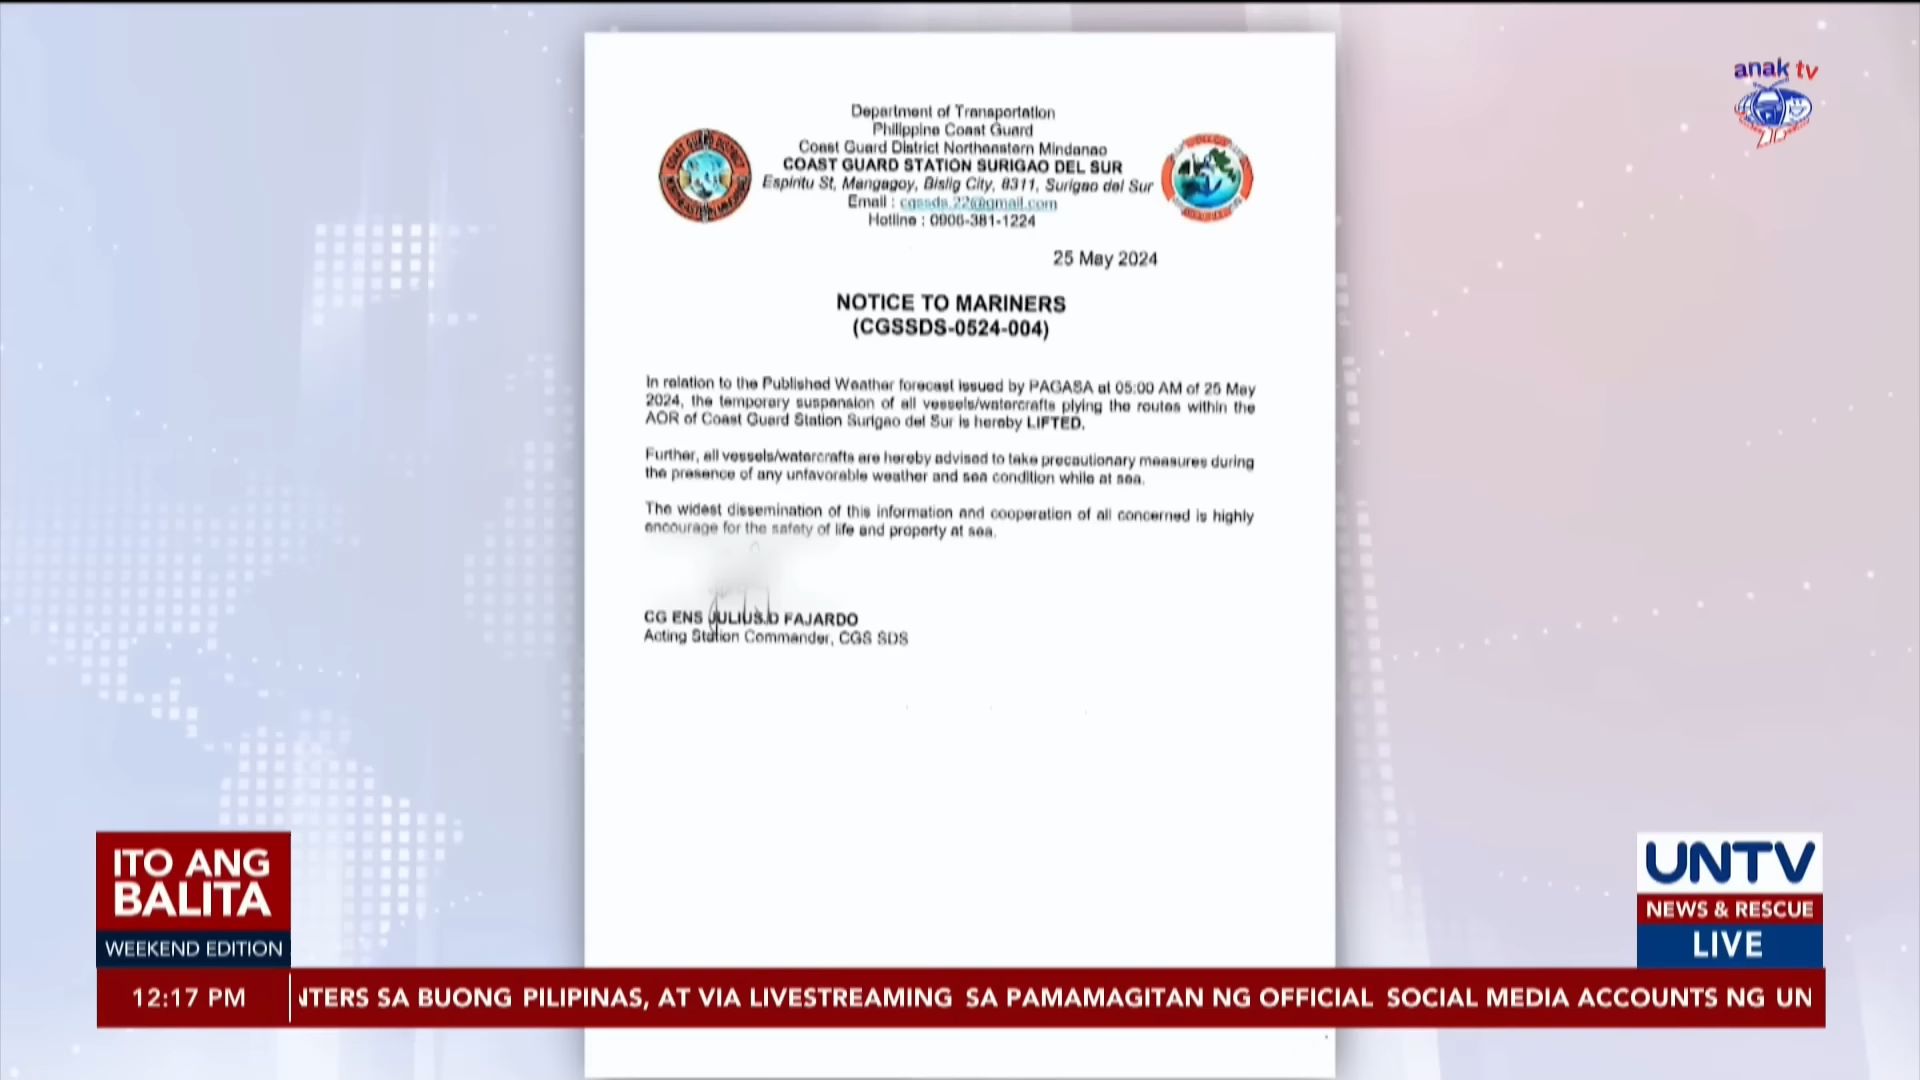 anak tv
Department of Transportation
Philippine Coast Guard
Coast Guard District Northeastern Mindanao
COAST GUARD STATION SURIGAO DEL SUR
Espiritu St, Mangagoy, Bislig City, 8311, Surigao del Sur
Email : cgssds.22@gmail.com
Hotline : 0906-381-1224
25 May 2024
NOTICE TO MARINERS
(CGSSDS-0524-004)
In relation to the Published Weather forecast issued by PAGASA at 05:00 AM of 25 May
2024, the temporary suspension of all vessels/watercrafts plying the routes within the
AOR of Coast Guard Station Surigao del Sur is hereby LIFTED.
Further, all vessels/watercrafts are hereby advised to take precautionary measures during
the presence of any unfavorable weather and sea condition while at sea.
The widest dissemination of this information and cooperation of all concerned is highly
encourage for the safety of life and property at sea.
CG ENS JULIUS D FAJARDO
Acting Station Commander, CGS SDS
ITO ANG
BALITA
WEEKEND EDITION
UNTV
NEWS & RESCUE
LIVE
12:17 PM
NTERS SA BUONG PILIPINAS, AT VIA LIVESTREAMING SA PAMAMAGITAN NG OFFICIAL SOCIAL MEDIA ACCOUNTS NG UN